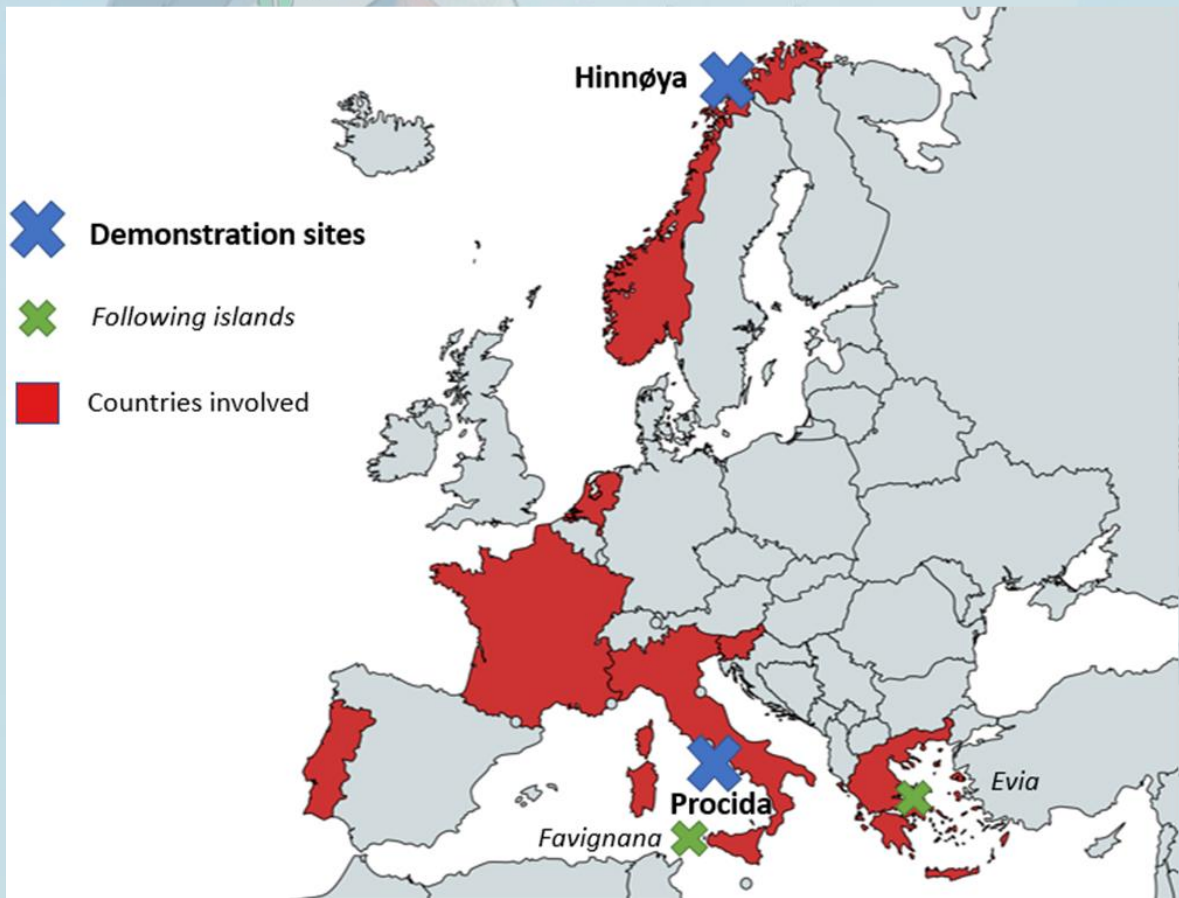 Hinnøya
Demonstration sites
Following islands
Countries involved
Evia
Procida
Favignana